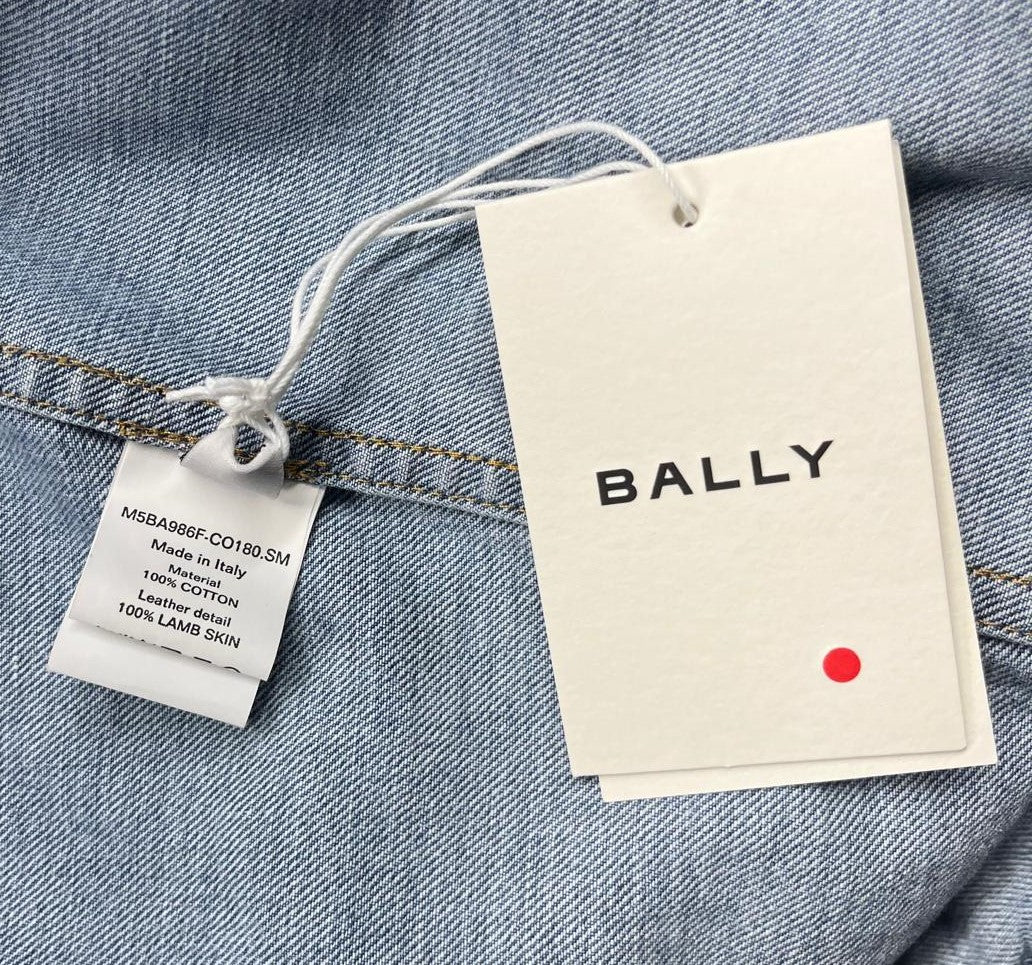 M5BA986F-CO180.SM
Made in Italy
Material
100% COTTON
Leather detail
100% LAMB SKIN
BALLY